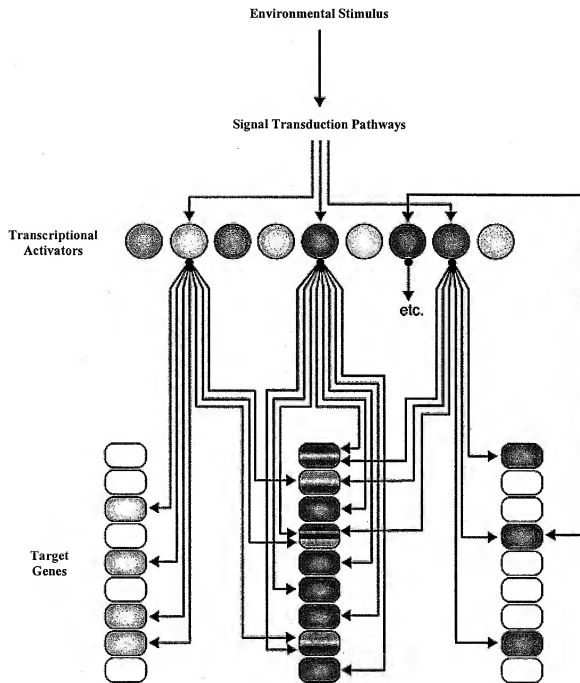 Environmental Stimulus
Signal Transduction Pathways
Transcriptional
Activators
etc.
Target
Genes